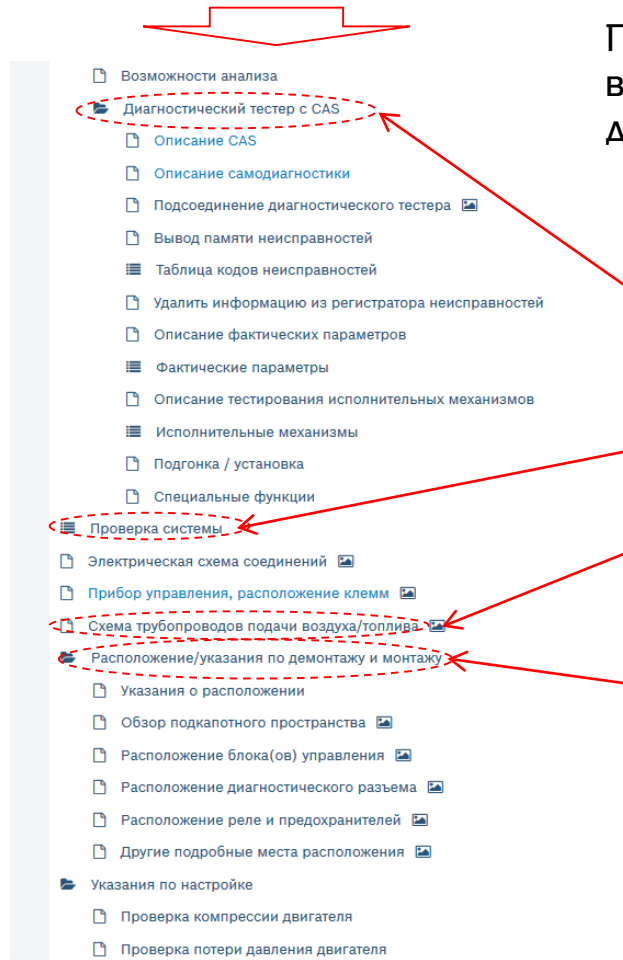 П
в
д
Возможности анализа
Диагностический тестер с CAS
Описание CAS
Описание самодиагностики
Подсоединение диагностического тестера
Вывод памяти неисправностей
Таблица кодов неисправностей
Удалить информацию из регистратора неисправностей
Описание фактических параметров
Фактические параметры
Описание тестирования исполнительных механизмов
Исполнительные механизмы
Подгонка / установка
Специальные функции
Проверка системы
Электрическая схема соединений
Прибор управления, расположение клемм
Схема трубопроводов подачи воздуха/топлива
Расположение/указания по демонтажу и монтажу
Указания о расположении
Обзор подкапотного пространства
Расположение блока(ов) управления
Расположение диагностического разъема
Расположение реле и предохранителей
Другие подробные места расположения
Указания по настройке
Проверка компрессии двигателя
Проверка потери давления двигателя